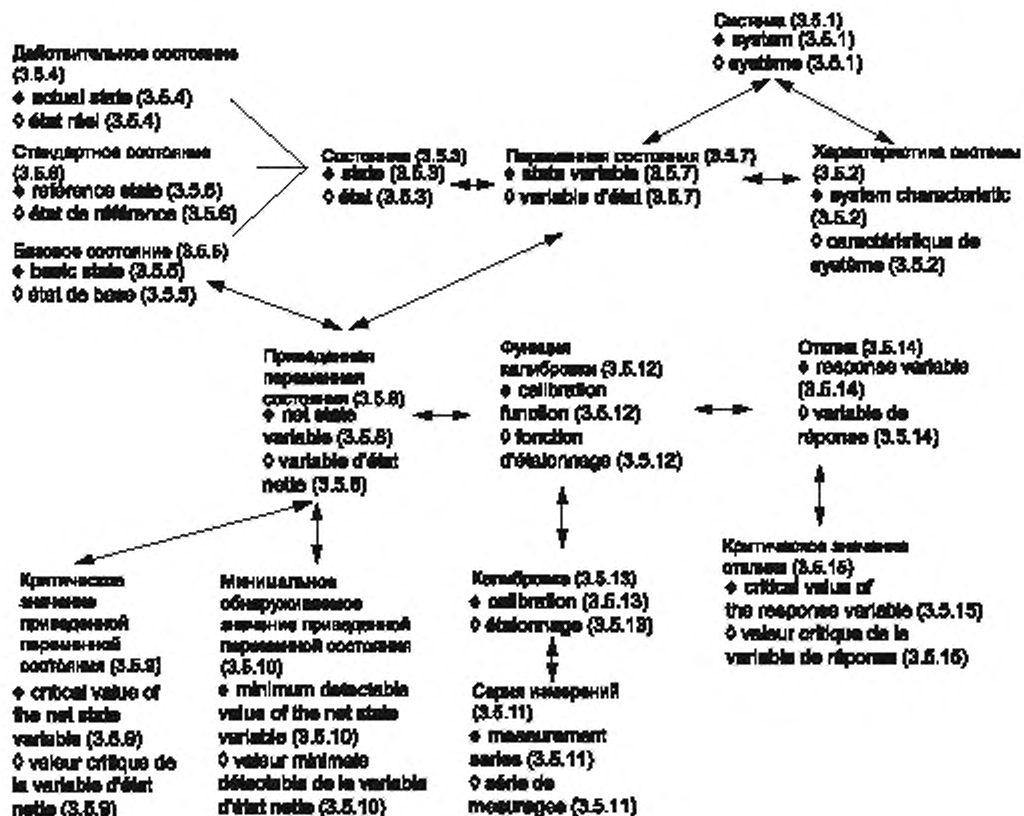 Система (3.5.1)
♦ system (3.5.1)
◊ système (3.5.1)
Действительное состояние
(3.5.4)
♦ actual state (3.5.4)
◊ état réel (3.5.4)
Стандартное состояние
(3.5.6)
♦ reference state (3.5.6)
◊ état de référence (3.5.6)
Базовое состояние (3.5.5)
♦ basic state (3.5.5)
◊ état de base (3.5.5)
Состояние (3.5.3)
♦ state (3.5.3)
◊ état (3.5.3)
Переменная состояния (3.5.7)
♦ state variable (3.5.7)
◊ variable d'état (3.5.7)
Характеристика системы
(3.5.2)
♦ system characteristic
(3.5.2)
◊ caractéristique de
système (3.5.2)
Приведенная
переменная
состояния (3.5.8)
♦ net state
variable (3.5.8)
◊ variable d'état
nette (3.5.8)
Функция
калибровки (3.5.12)
♦ calibration
function (3.5.12)
◊ fonction
d'étalonnage (3.5.12)
Отклик (3.5.14)
♦ response variable
(3.5.14)
◊ variable de
réponse (3.5.14)
Критическое
значение
приведенной
переменной
состояния (3.5.9)
♦ critical value of
the net state
variable (3.5.9)
◊ valeur critique de
la variable d'état
nette (3.5.9)
Минимальное
обнаруживаемое
значение приведенной
переменной состояния
(3.5.10)
♦ minimum detectable
value of the net state
variable (3.5.10)
◊ valeur minimale
détectable de la variable
d'état nette (3.5.10)
Калибровка (3.5.13)
♦ calibration (3.5.13)
◊ étalonnage (3.5.13)
Серия измерений
(3.5.11)
♦ measurement
series (3.5.11)
◊ série de
mesurages (3.5.11)
Критическое значение
отклика (3.5.15)
♦ critical value of
the response variable (3.5.15)
◊ valeur critique de la
variable de réponse (3.5.15)